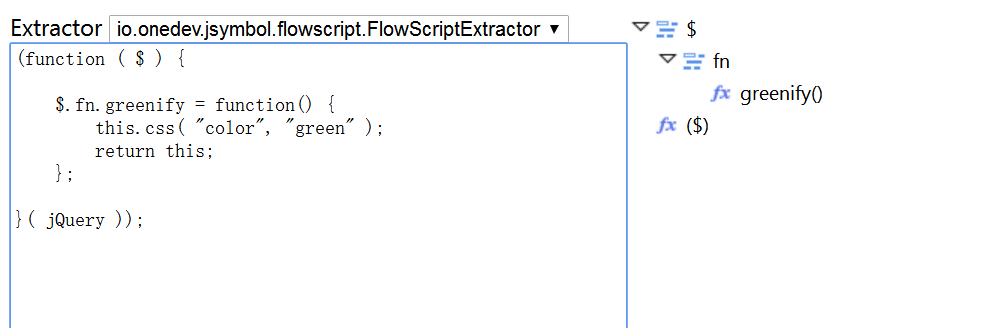 Extractor io.onedev.jsymbol.flowscript.FlowScriptExtractor ▼
(function ( $ ) {
    $.fn.greenify = function() {
        this.css( "color", "green" );
        return this;
    };
}( jQuery ));
$
fn
fx greenify()
fx ($)